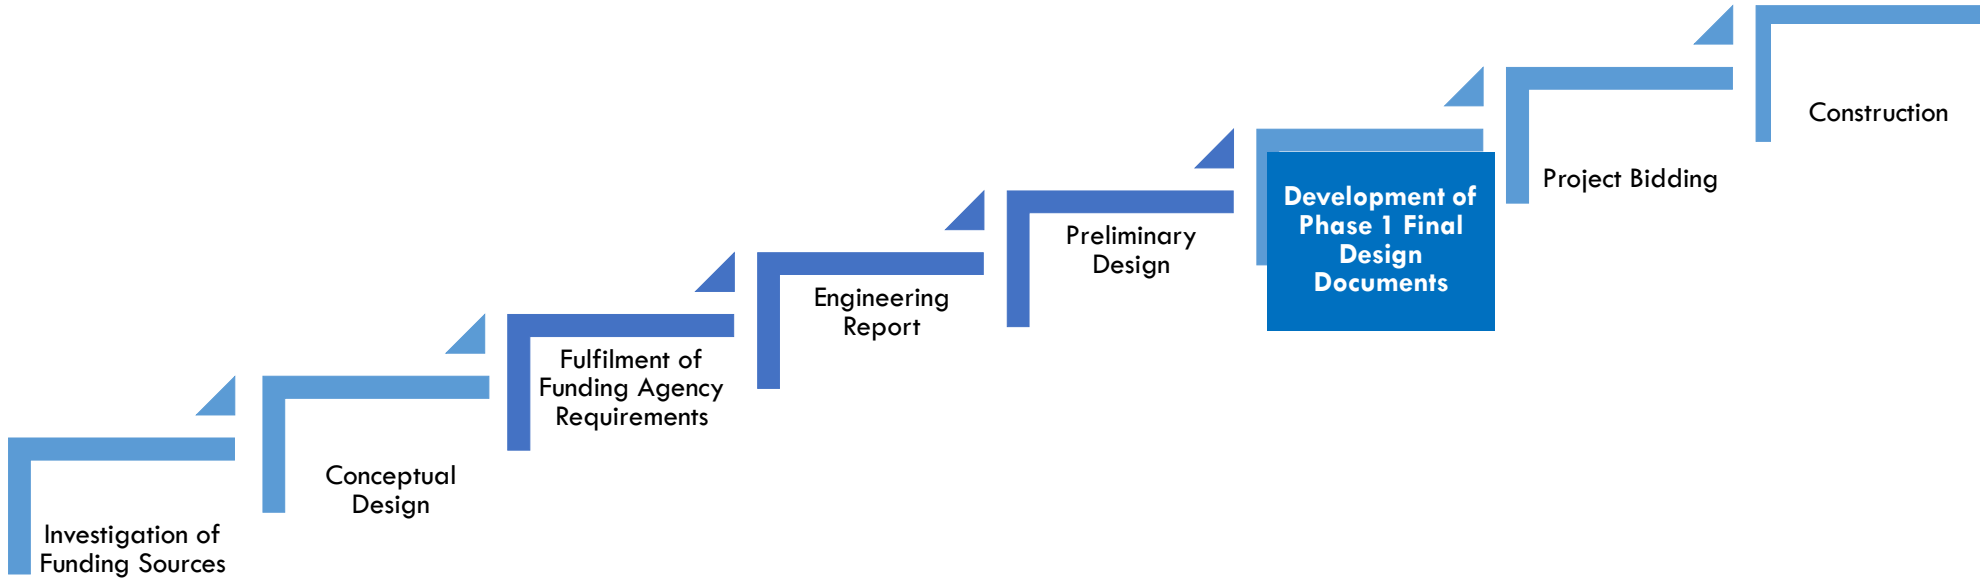 Investigation of
Funding Sources
Conceptual
Design
Fulfilment of
Funding Agency
Requirements
Engineering
Report
Preliminary
Design
Development of
Phase 1 Final
Design
Documents
Project Bidding
Construction